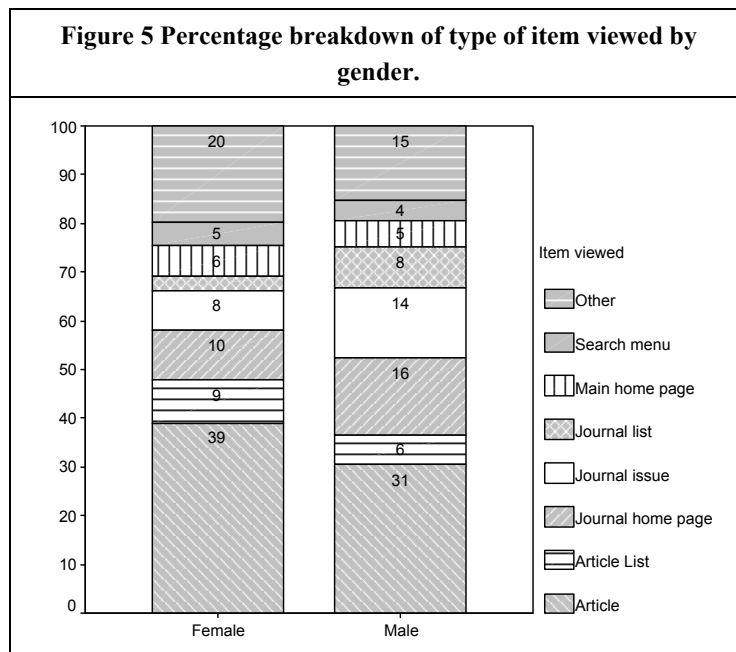 Figure 5 Percentage breakdown of type of item viewed by
gender.
100
90
80
70
60
50
40
30
20
10
0
20
5
6
8
10
9
39
15
4
5
8
14
16
6
31
Female
Male
Item viewed
Other
Search menu
Main home page
Journal list
Journal issue
Journal home page
Article List
Article